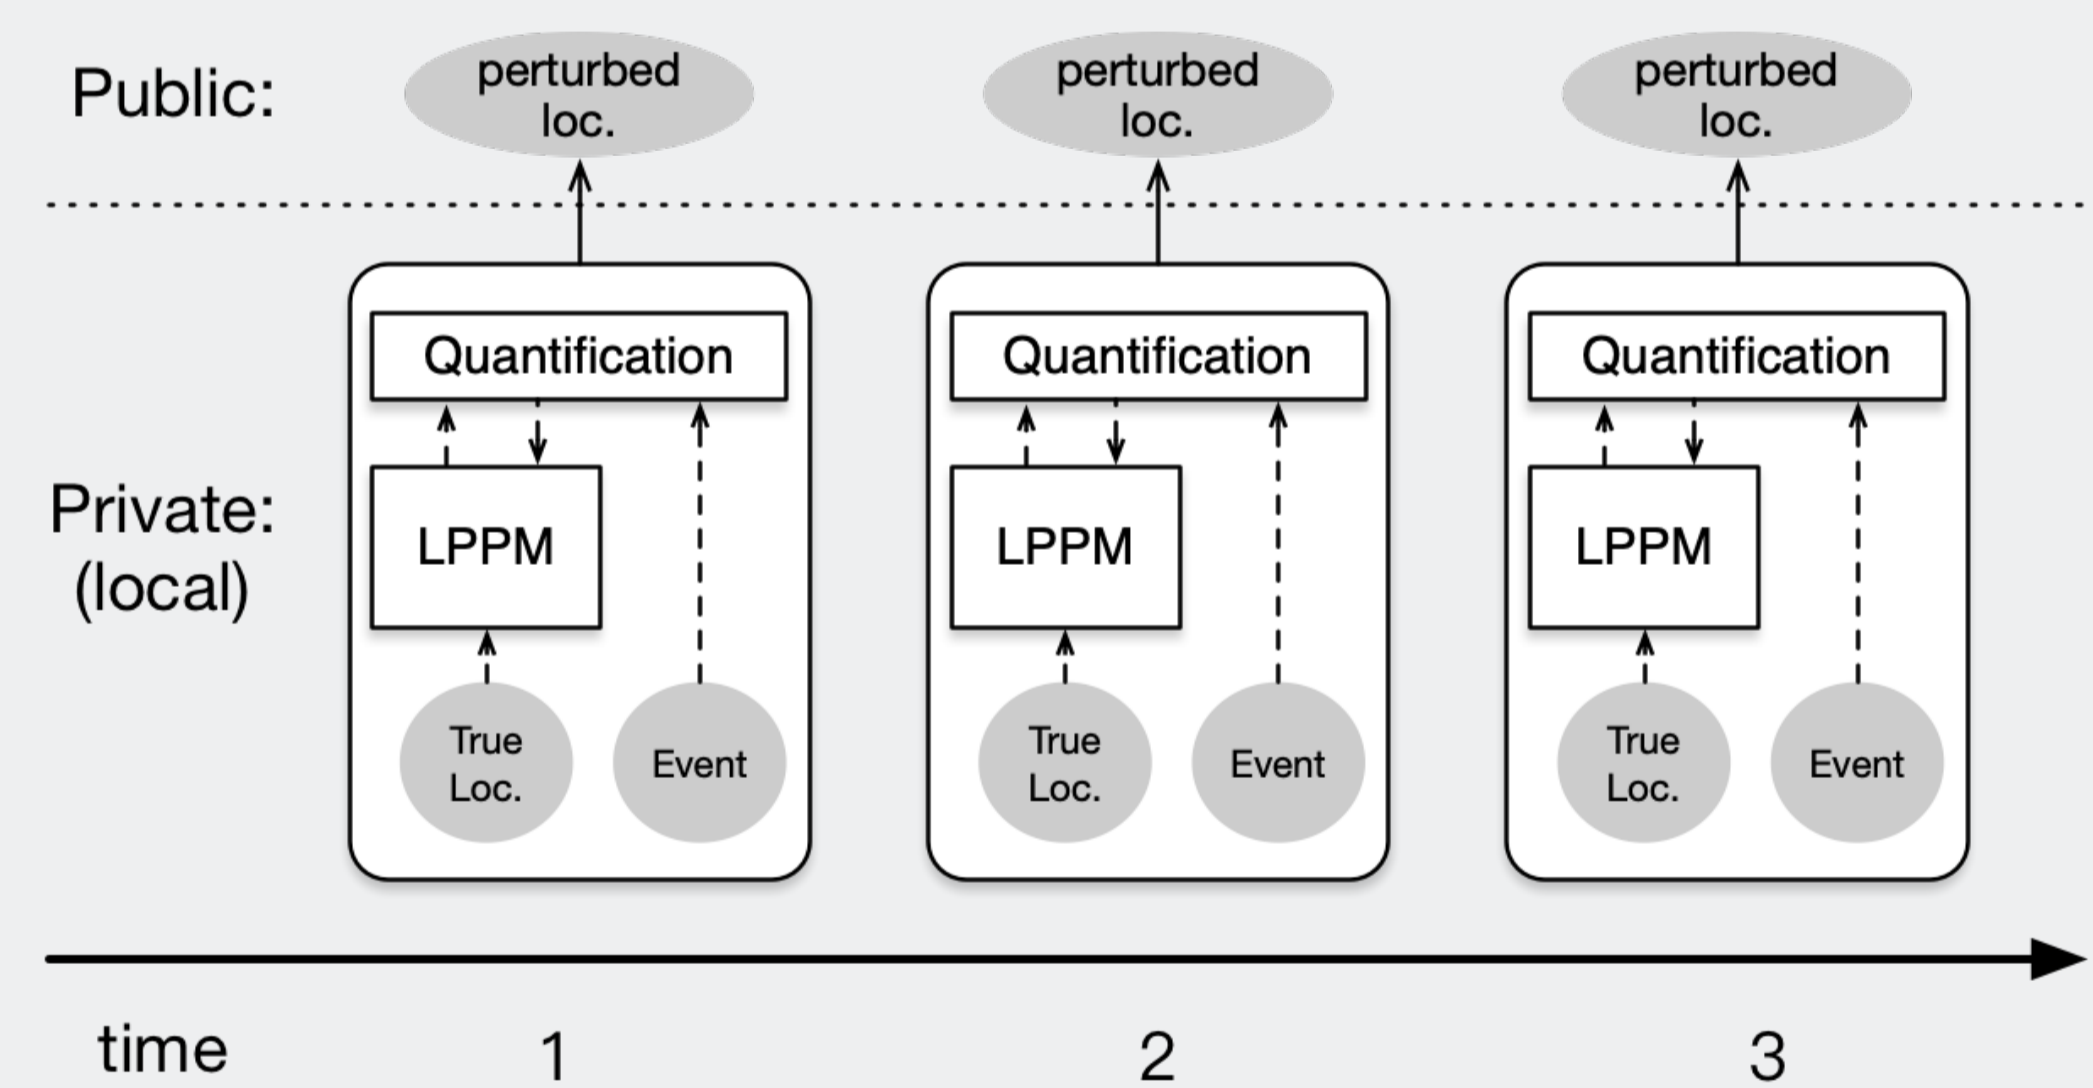 Public:
perturbed
loc.
perturbed
loc.
perturbed
loc.
Private:
(local)
Quantification
LPPM
True
Loc.
Event
Quantification
LPPM
True
Loc.
Event
Quantification
LPPM
True
Loc.
Event
time 1 2 3